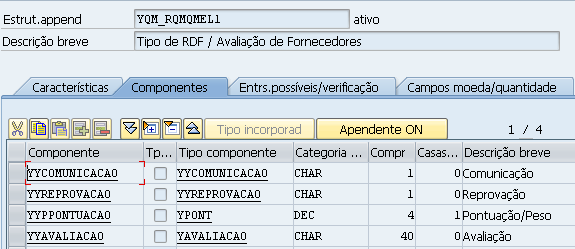 Estrut.append YQM_RQMQMEL1 ativo
Descrição breve Tipo de RDF / Avaliação de Fornecedores
Características Componentes Entrs.possíveis/verificação Campos moeda/quantidade
Tipo incorporad Apendente ON 1 / 4
Componente Tp... Tipo componente Categoria ... Compr Casas... Descrição breve
YYCOMUNICACAO YYCOMUNICACAO CHAR 1 0 Comunicação
YYREPROVACAO YYREPROVACAO CHAR 1 0 Reprovação
YYPPONTUACAO YPONT DEC 4 1 Pontuação/Peso
YYAVALIACAO YAVALIACAO CHAR 40 0 Avaliação